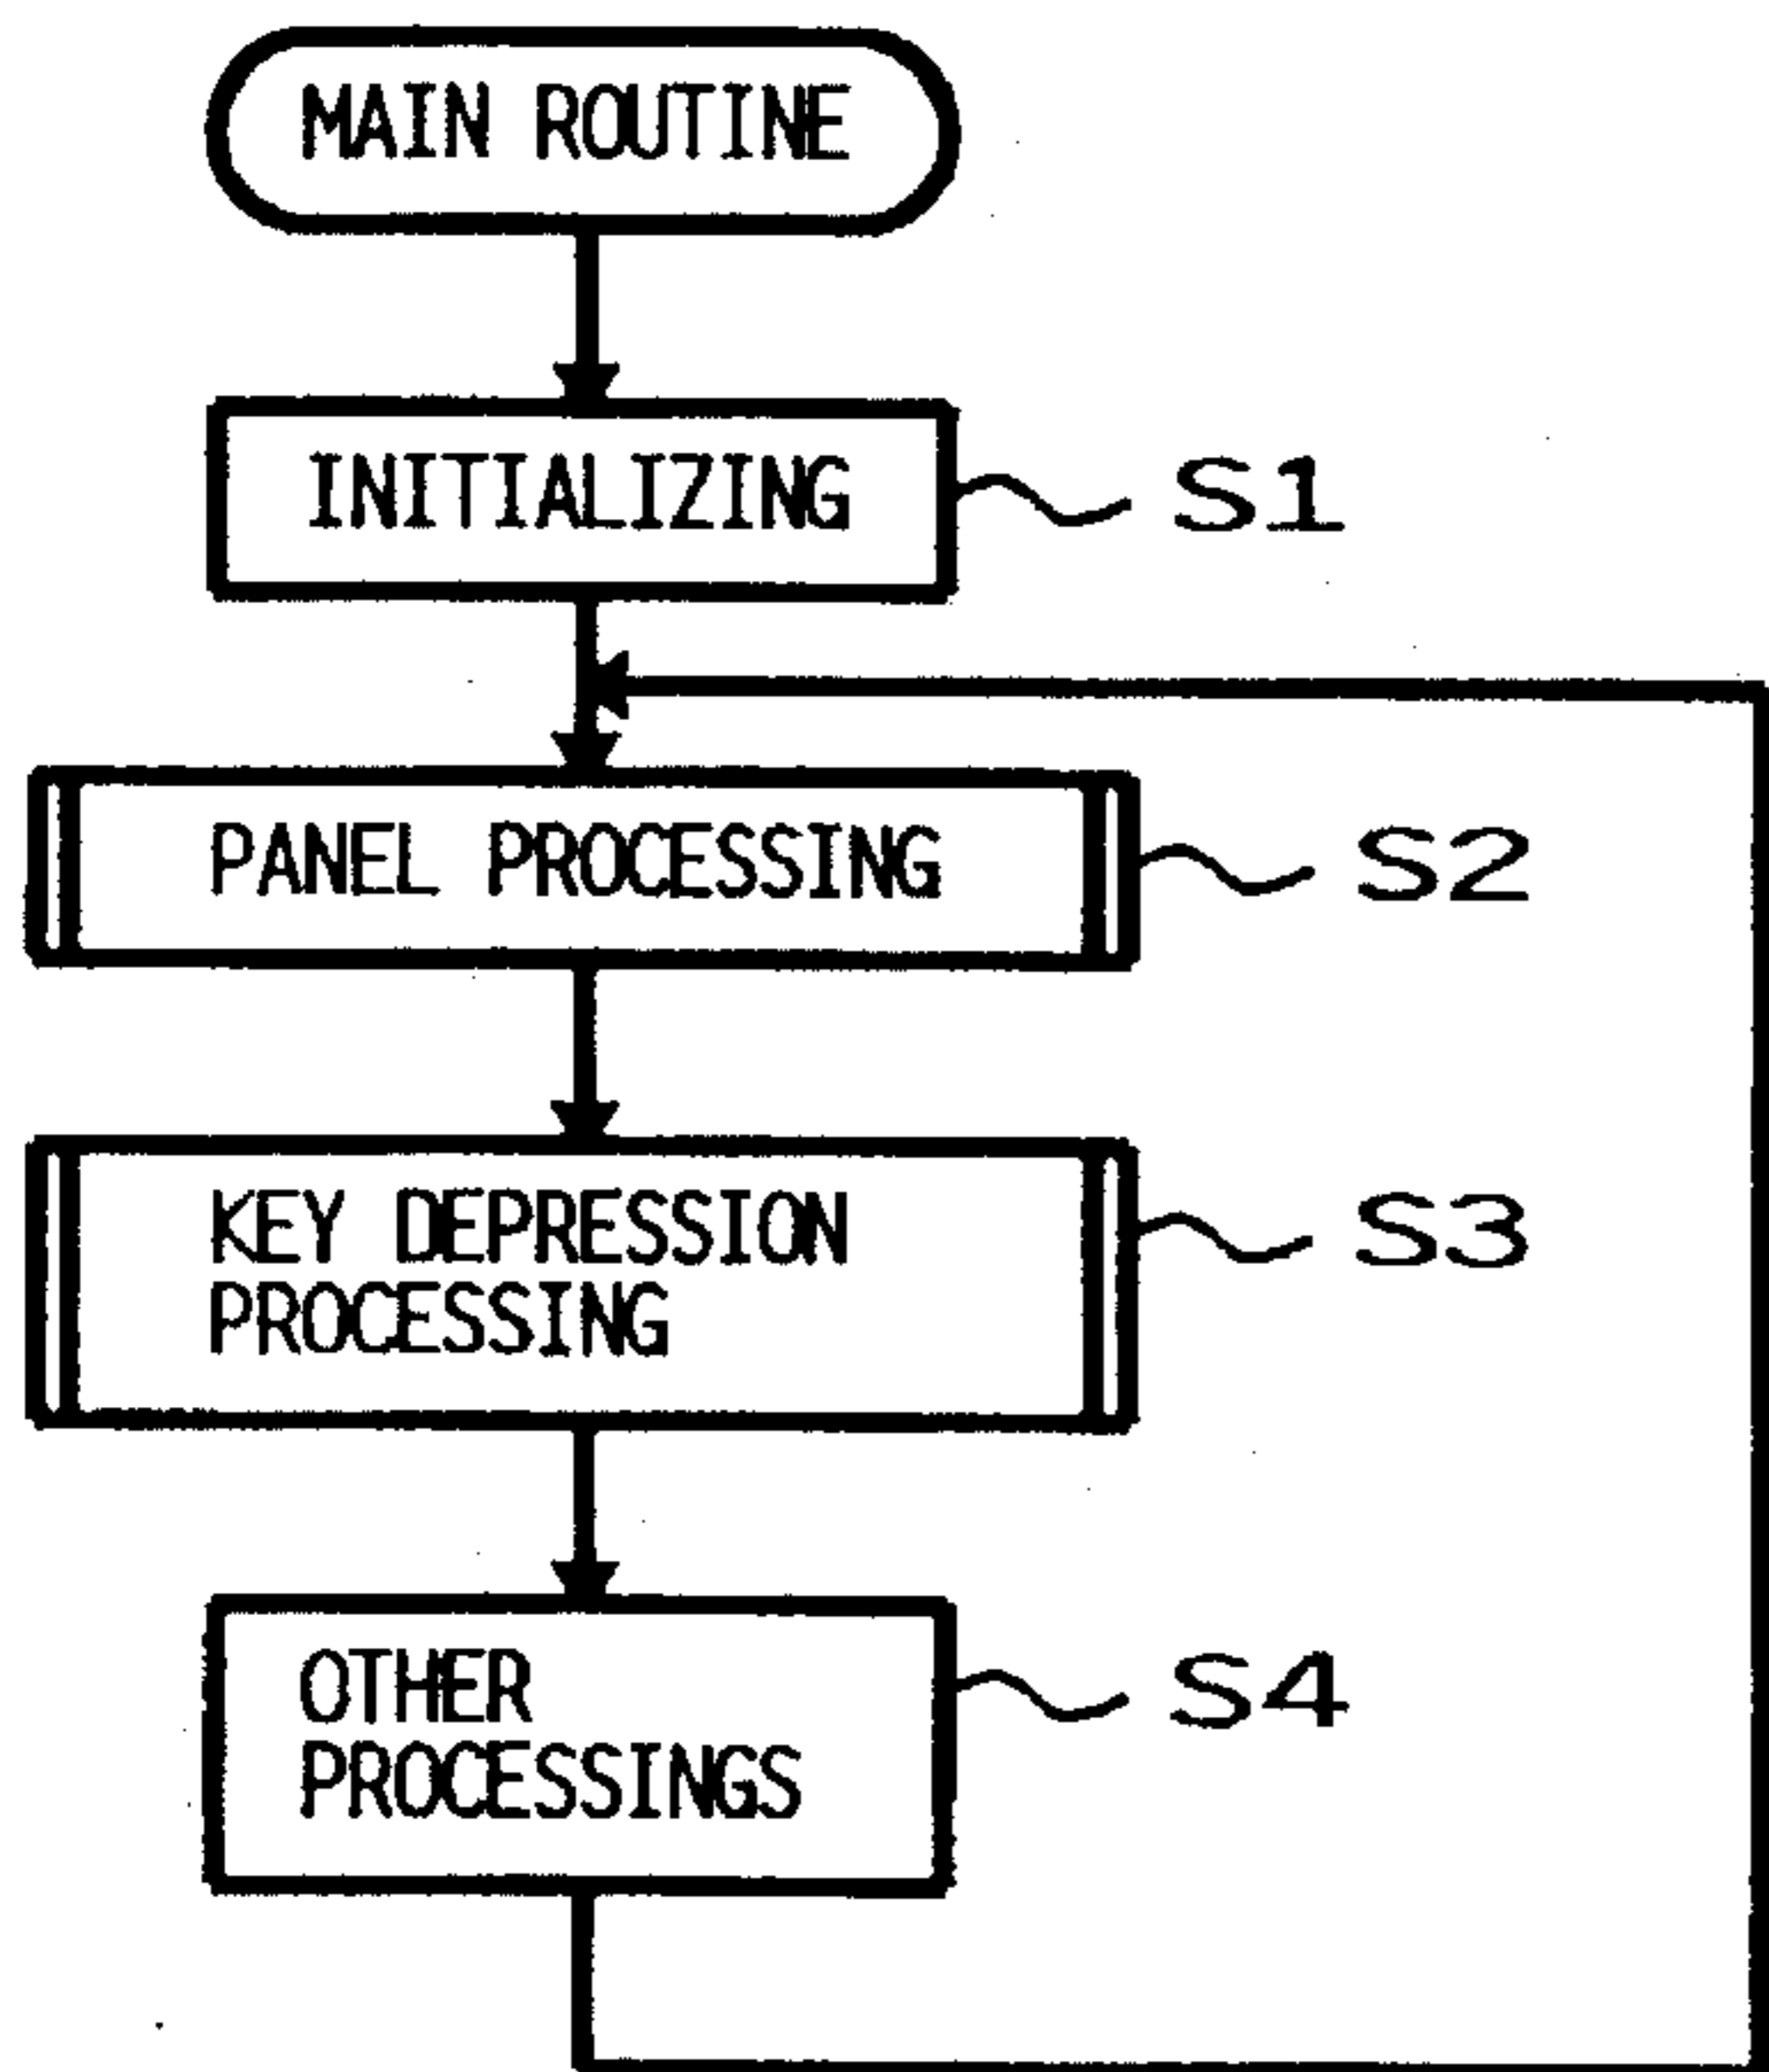 MAIN ROUTINE
INITIALIZING
S1
PANEL PROCESSING
S2
KEY DEPRESSION
PROCESSING
S3
OTHER
PROCESSINGS
S4